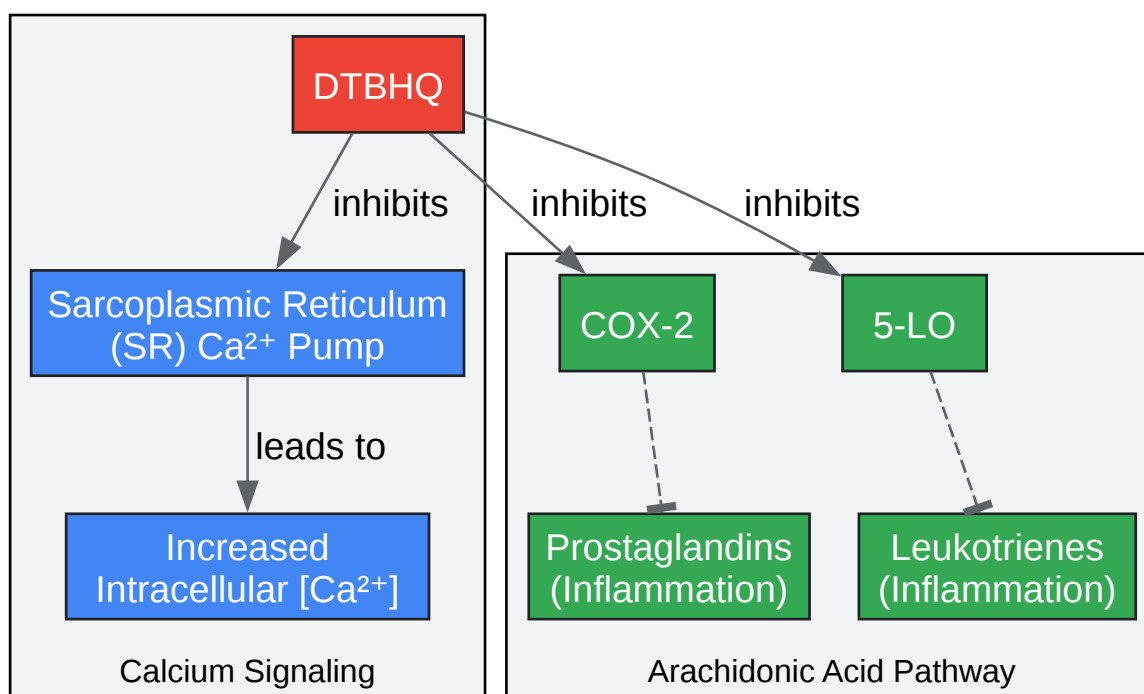 DTBHQ
inhibits
inhibits
inhibits
Sarcoplasmic Reticulum
(SR) Ca²⁺ Pump
COX-2
5-LO
leads to
Increased
Intracellular [Ca²⁺]
Prostaglandins
(Inflammation)
Leukotrienes
(Inflammation)
Calcium Signaling
Arachidonic Acid Pathway